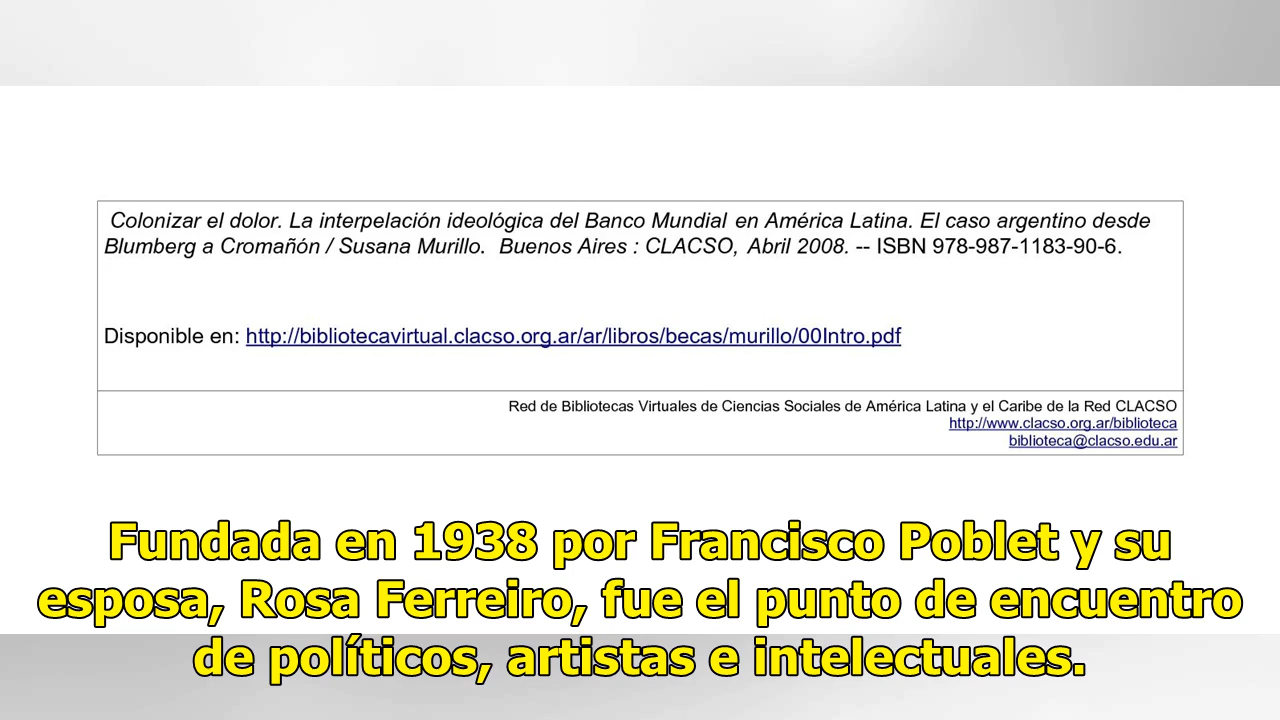 Colonizar el dolor. La interpelación ideológica del Banco Mundial en América Latina. El caso argentino desde
Blumberg a Cromañón / Susana Murillo. Buenos Aires : CLACSO, Abril 2008. -- ISBN 978-987-1183-90-6.
Disponible en: http://bibliotecavirtual.clacso.org.ar/ar/libros/becas/murillo/00Intro.pdf
Red de Bibliotecas Virtuales de Ciencias Sociales de América Latina y el Caribe de la Red CLACSO
http://www.clacso.org.ar/biblioteca
biblioteca@clacso.edu.ar
Fundada en 1938 por Francisco Poblet y su
esposa, Rosa Ferreiro, fue el punto de encuentro
de políticos, artistas e intelectuales.